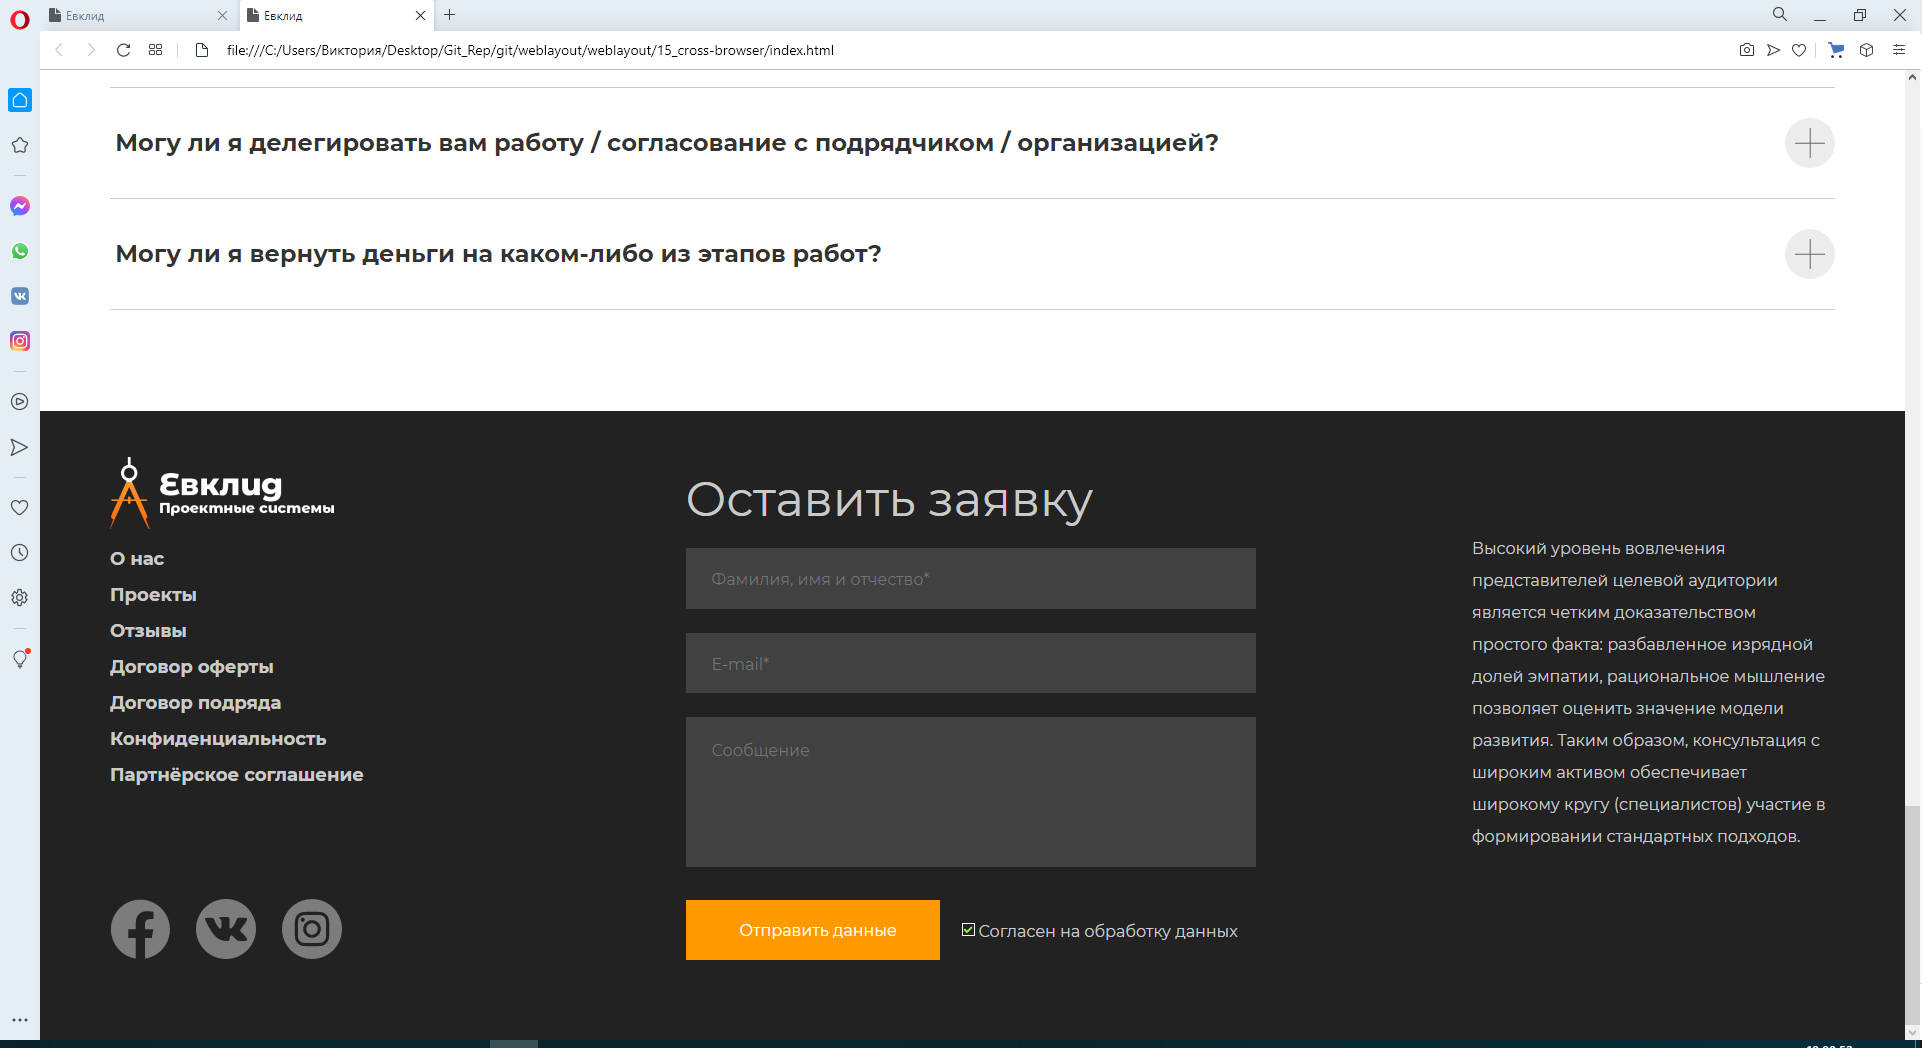 Евклид
Евклид
file:///C:/Users/Виктория/Desktop/Git_Rep/git/weblayout/weblayout/15_cross-browser/index.html
Могу ли я делегировать вам работу / согласование с подрядчиком / организацией?
Могу ли я вернуть деньги на каком-либо из этапов работ?
Евклид
Проектные системы
О нас
Проекты
Отзывы
Договор оферты
Договор подряда
Конфиденциальность
Партнёрское соглашение
Оставить заявку
Фамилия, имя и отчество*
E-mail*
Сообщение
Отправить данные
Согласен на обработку данных
Высокий уровень вовлечения
представителей целевой аудитории
является четким доказательством
простого факта: разбавленное изрядной
долей эмпатии, рациональное мышление
позволяет оценить значение модели
развития. Таким образом, консультация с
широким активом обеспечивает
широкому кругу (специалистов) участие в
формировании стандартных подходов.